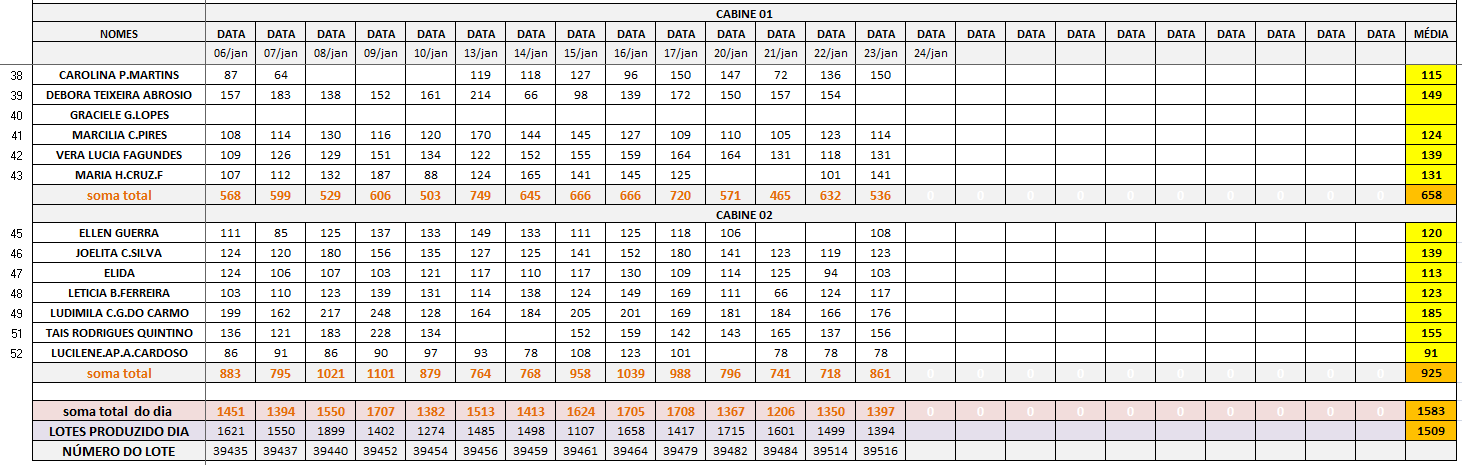 CABINE 01
NOMES DATA DATA DATA DATA DATA DATA DATA DATA DATA DATA DATA DATA DATA DATA DATA DATA DATA DATA DATA DATA DATA DATA DATA DATA MÉDIA
06/jan 07/jan 08/jan 09/jan 10/jan 13/jan 14/jan 15/jan 16/jan 17/jan 20/jan 21/jan 22/jan 23/jan 24/jan
38 CAROLINA P.MARTINS 87 64 119 118 127 96 150 147 72 136 150 115
39 DEBORA TEIXEIRA ABROSIO 157 183 138 152 161 214 66 98 139 172 150 157 154 149
40 GRACIELE G.LOPES
41 MARCILIA C.PIRES 108 114 130 116 120 170 144 145 127 109 110 105 123 114 124
42 VERA LUCIA FAGUNDES 109 126 129 151 134 122 152 155 159 164 164 131 118 131 139
43 MARIA H.CRUZ.F 107 112 132 187 88 124 165 141 145 125 101 141 131
soma total 568 599 529 606 503 749 645 666 666 720 571 465 632 536 0 0 0 0 0 0 0 0 0 0 658
CABINE 02
45 ELLEN GUERRA 111 85 125 137 133 149 133 111 125 118 106 108 120
46 JOELITA C.SILVA 124 120 180 156 135 127 125 141 152 180 141 123 119 123 139
47 ELIDA 124 106 107 103 121 117 110 117 130 109 114 125 94 103 113
48 LETICIA B.FERREIRA 103 110 123 139 131 114 138 124 149 169 111 66 124 117 123
49 LUDIMILA C.G.DO CARMO 199 162 217 248 128 164 184 205 201 169 181 184 166 176 185
51 TAIS RODRIGUES QUINTINO 136 121 183 228 134 152 159 142 143 165 137 156 155
52 LUCILENE.AP.A.CARDOSO 86 91 86 90 97 93 78 108 123 101 78 78 78 91
soma total 883 795 1021 1101 879 764 768 958 1039 988 796 741 718 861 0 0 0 0 0 0 0 0 0 0 925
soma total do dia 1451 1394 1550 1707 1382 1513 1413 1624 1705 1708 1367 1206 1350 1397 0 0 0 0 0 0 0 0 0 0 1583
LOTES PRODUZIDO DIA 1621 1550 1899 1402 1274 1485 1498 1107 1658 1417 1715 1601 1499 1394 1509
NÚMERO DO LOTE 39435 39437 39440 39452 39454 39456 39459 39461 39464 39479 39482 39484 39514 39516